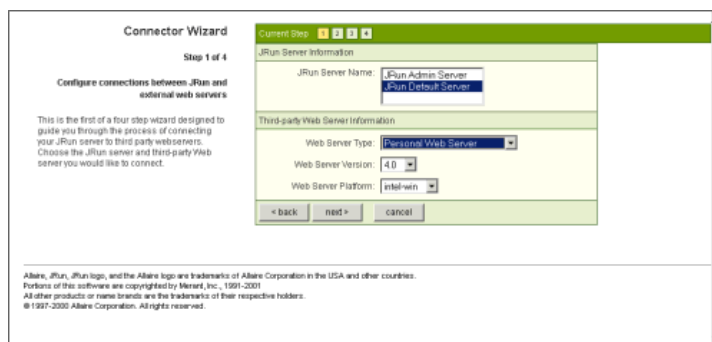 Connector Wizard
Step 1 of 4
Configure connections between JRun and
external web servers
This is the first of a four step wizard designed to
guide you through the process of connecting
your JRun server to third party webservers.
Choose the JRun server and third-party Web
server you would like to connect.
Current Step 1 2 3 4
JRun Server Information
JRun Server Name: JRun Admin Server
JRun Default Server
Third-party Web Server Information
Web Server Type: Personal Web Server
Web Server Version: 4.0
Web Server Platform: intel-win
< back next > cancel
Allaire, JRun, JRun logo, and the Allaire logo are trademarks of Allaire Corporation in the USA and other countries.
Portions of this software are copyrighted by Merant, Inc., 1991-2001
All other products or name brands are the trademarks of their respective holders.
© 1997-2000 Allaire Corporation. All rights reserved.